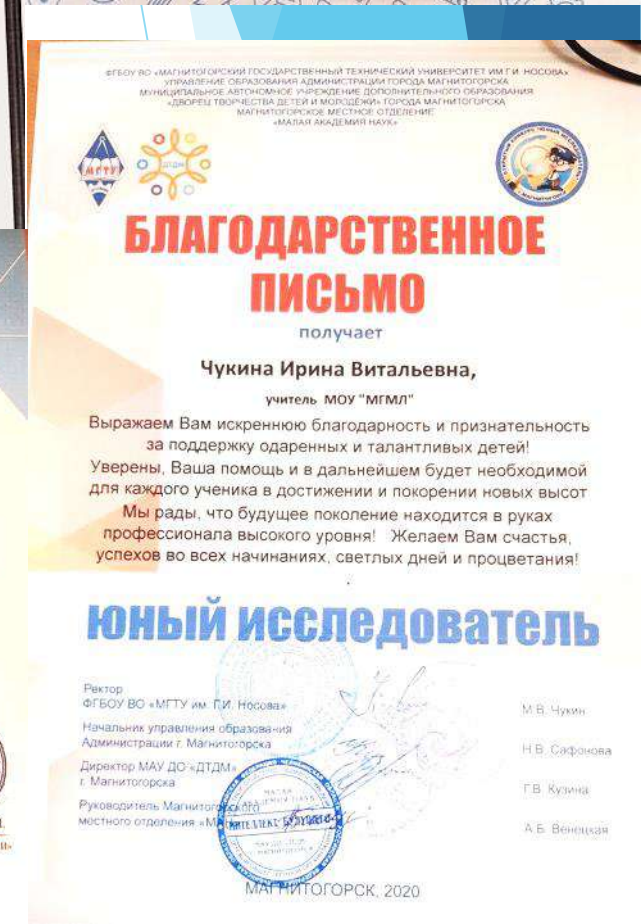 ФГБОУ ВО «МАГНИТОГОРСКИЙ ГОСУДАРСТВЕННЫЙ ТЕХНИЧЕСКИЙ УНИВЕРСИТЕТ ИМ Г.И. НОСОВА»
УПРАВЛЕНИЕ ОБРАЗОВАНИЯ АДМИНИСТРАЦИИ ГОРОДА МАГНИТОГОРСКА
МУНИЦИПАЛЬНОЕ АВТОНОМНОЕ УЧРЕЖДЕНИЕ ДОПОЛНИТЕЛЬНОГО ОБРАЗОВАНИЯ
«ДВОРЕЦ ТВОРЧЕСТВА ДЕТЕЙ И МОЛОДЁЖИ» ГОРОДА МАГНИТОГОРСКА
МАГНИТОГОРСКОЕ МЕСТНОЕ ОТДЕЛЕНИЕ
«МАЛАЯ АКАДЕМИЯ НАУК»
МГТУ
ДТДМ
БЛАГОДАРСТВЕННОЕ
ПИСЬМО
получает
Чукина Ирина Витальевна,
учитель МОУ "МГМЛ"
Выражаем Вам искреннюю благодарность и признательность
за поддержку одаренных и талантливых детей!
Уверены, Ваша помощь и в дальнейшем будет необходимой
для каждого ученика в достижении и покорении новых высот
Мы рады, что будущее поколение находится в руках
профессионала высокого уровня! Желаем Вам счастья,
успехов во всех начинаниях, светлых дней и процветания!
юный исследователь
Ректор
ФГБОУ ВО «МГТУ им. Г.И. Носова»
М.В. Чукин
Начальник управления образования
Администрации г. Магнитогорска
Н.В. Сафонова
Директор МАУ ДО «ДТДМ»
г. Магнитогорска
Г.В. Кузина
Руководитель Магнитогорского
местного отделения
А.Б. Венецкая
МАГНИТОГОРСК, 2020